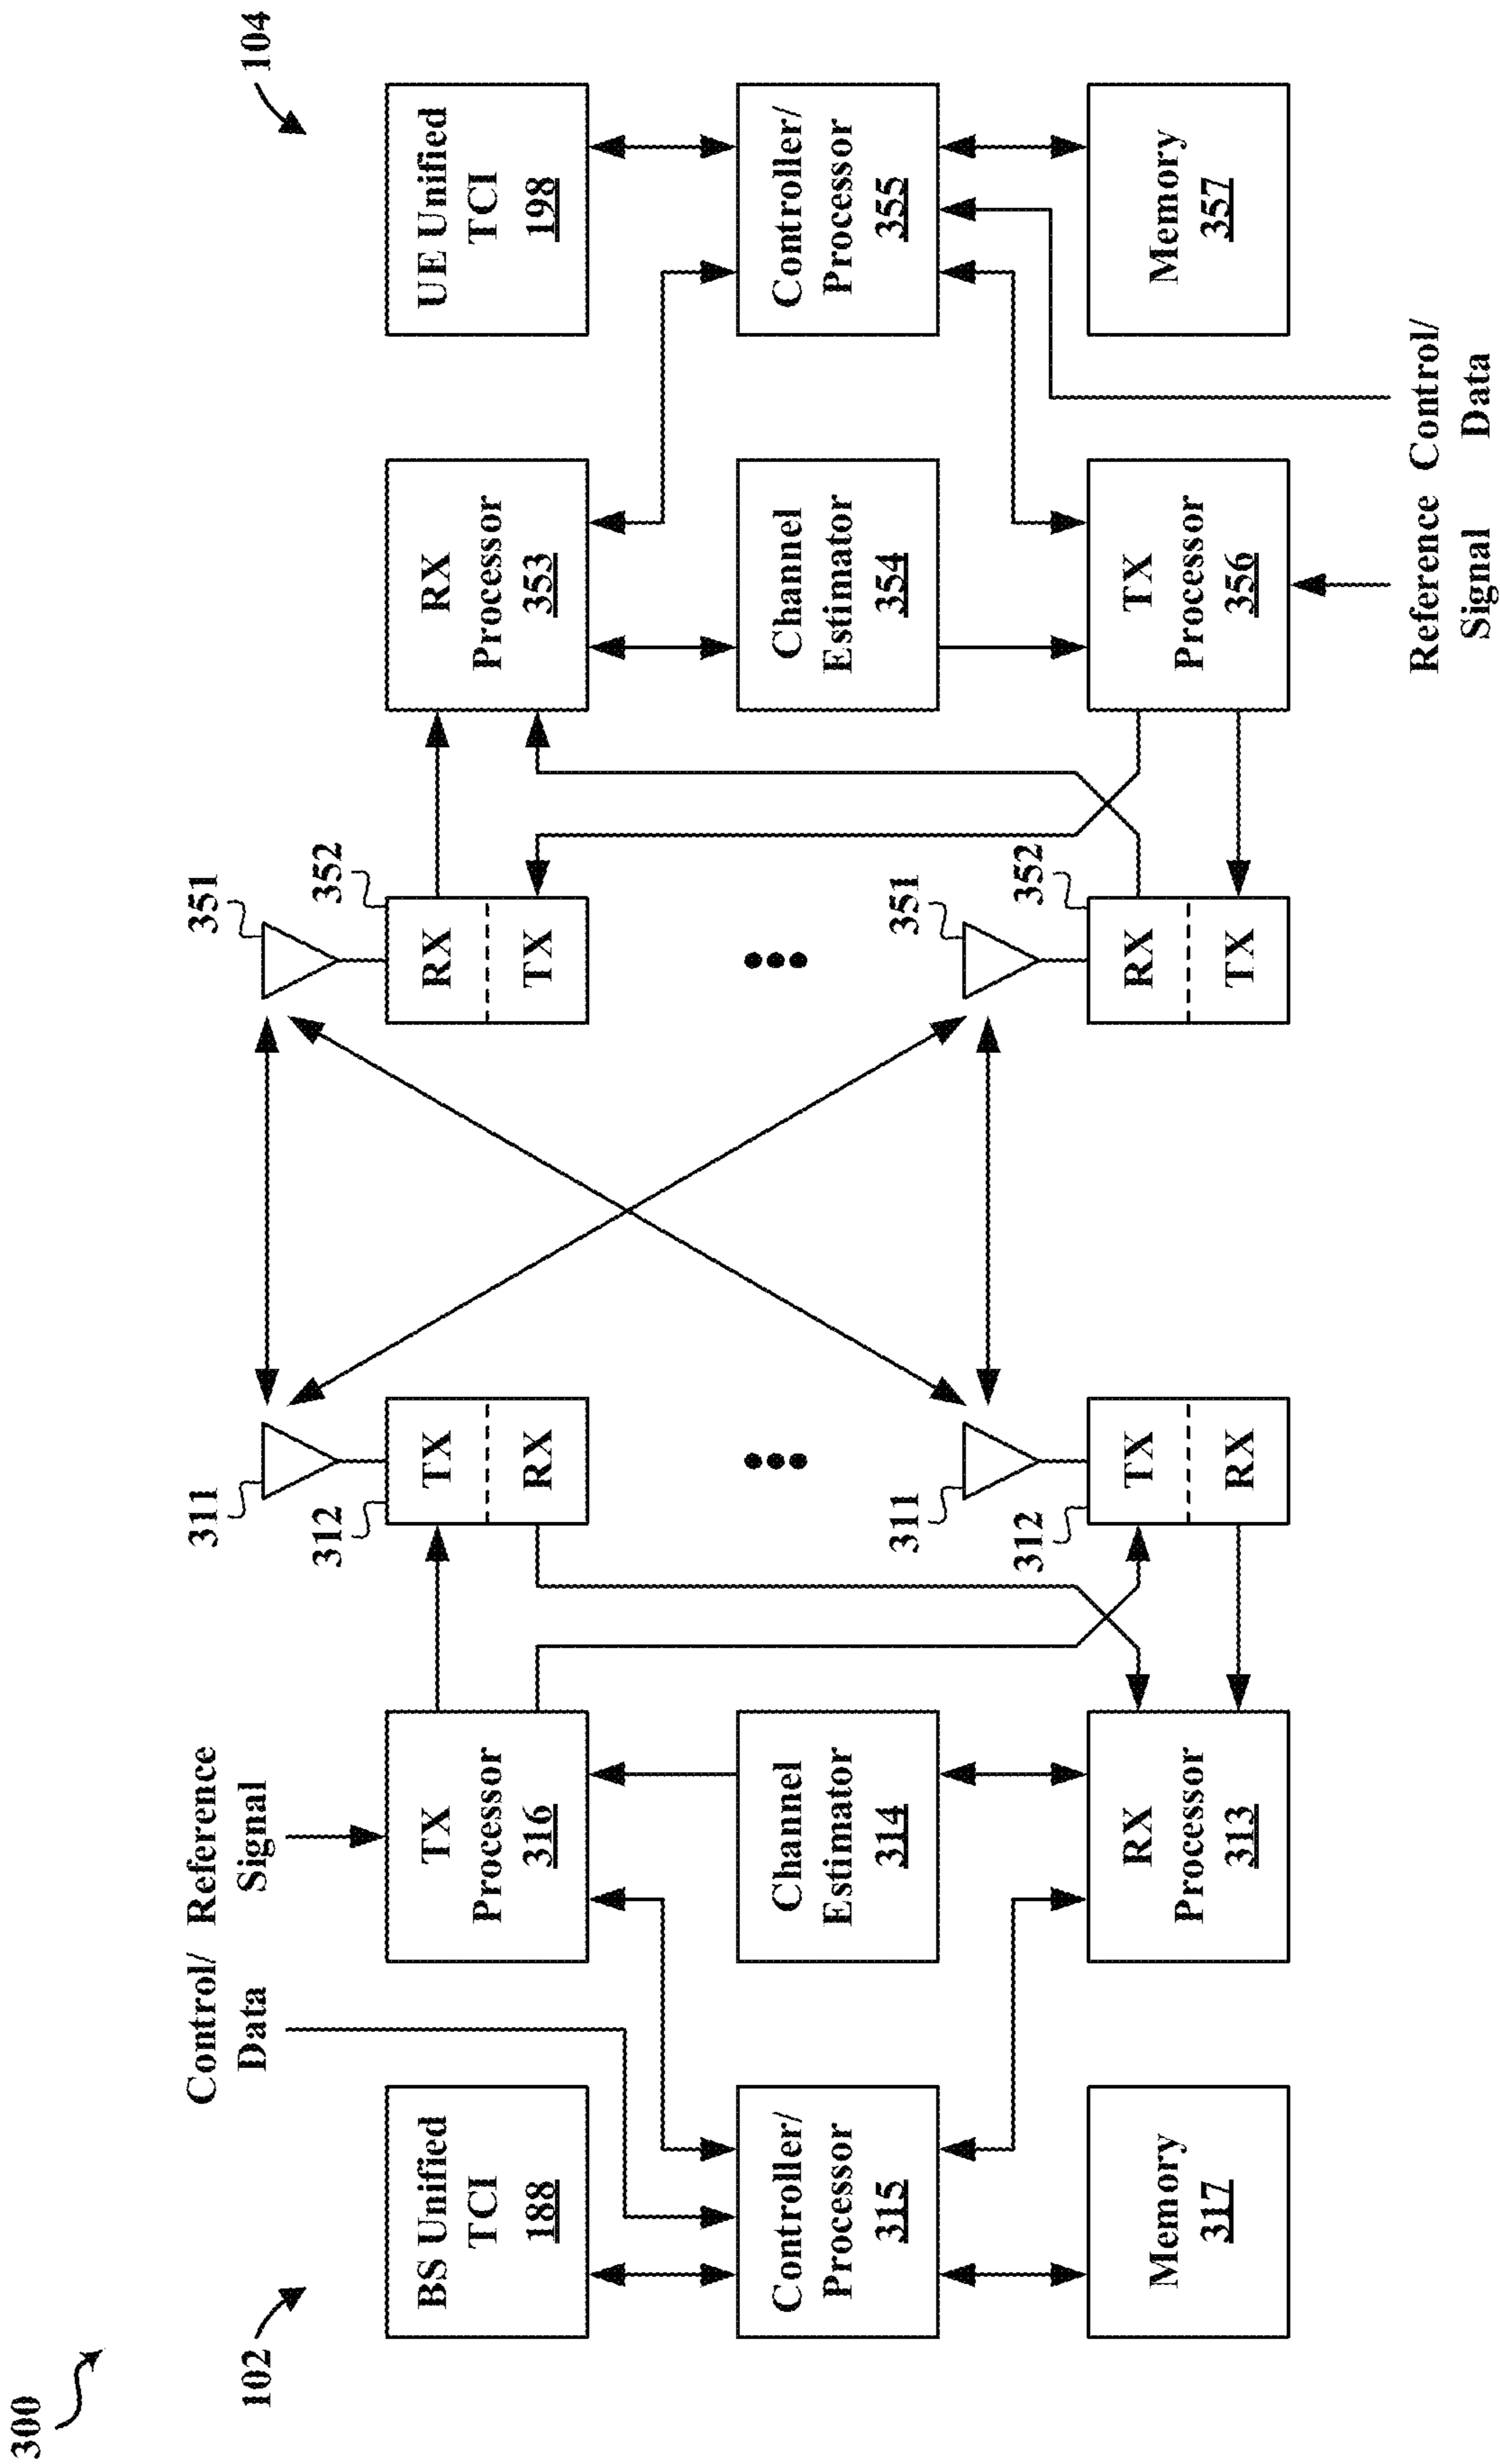 300
102
104
Control/
Data
Reference
Signal
BS Unified
TCI
188
Controller/
Processor
315
Memory
317
TX
Processor
316
Channel
Estimator
314
RX
Processor
313
311
312
TX
RX
311
312
TX
RX
351
352
RX
TX
351
352
RX
TX
RX
Processor
353
Channel
Estimator
354
TX
Processor
356
UE Unified
TCI
198
Controller/
Processor
355
Memory
357
Reference
Signal
Control/
Data